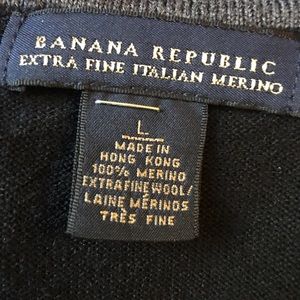 BANANA REPUBLIC
EXTRA FINE ITALIAN MERINO
L
MADE IN
HONG KONG
100% MERINO
EXTRAFINE WOOL/
LAINE MÉRINOS
TRÈS FINE